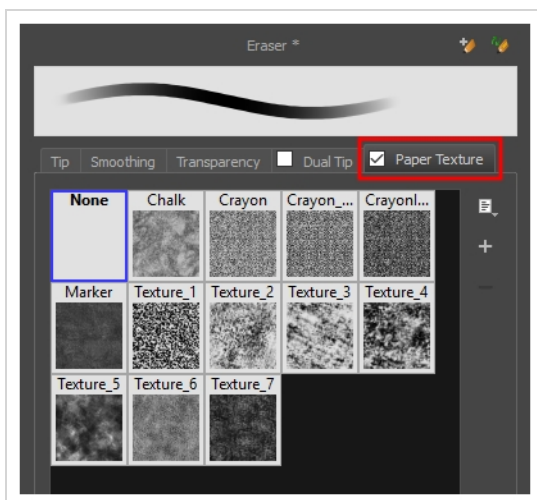 Eraser *
Tip Smoothing Transparency Dual Tip Paper Texture
None Chalk Crayon Crayon_... Crayonl...
Marker Texture_1 Texture_2 Texture_3 Texture_4
Texture_5 Texture_6 Texture_7